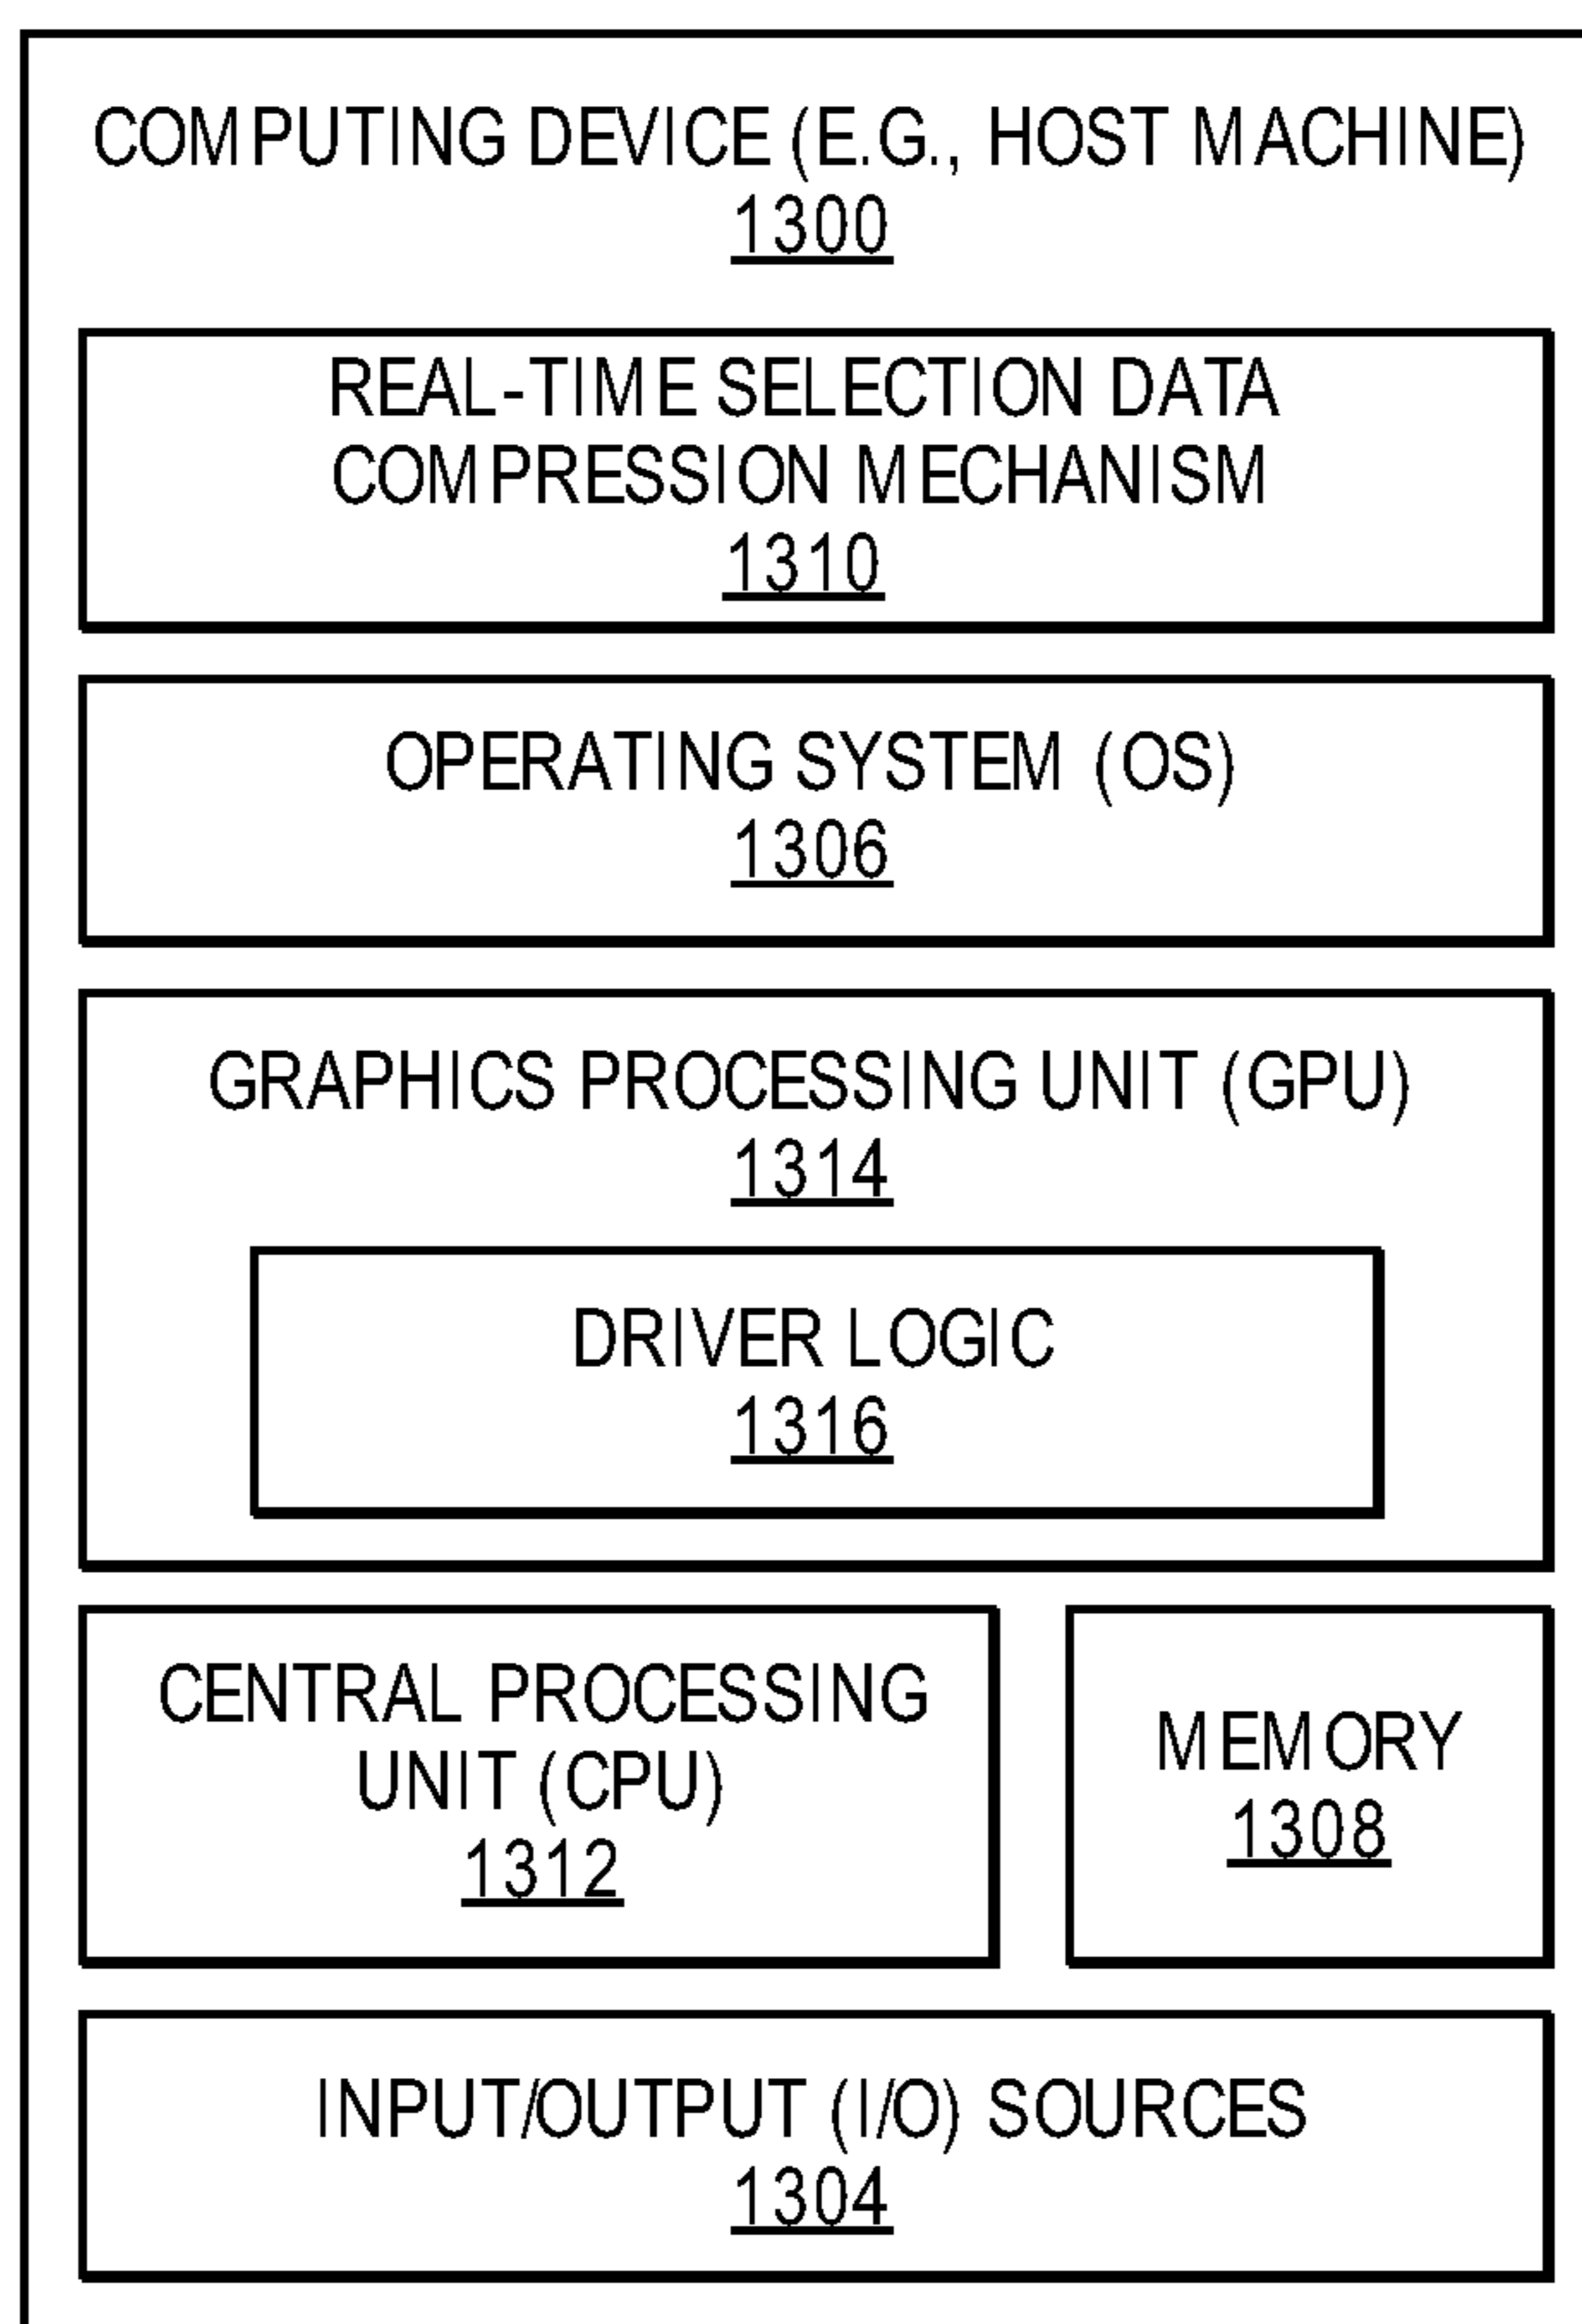 COMPUTING DEVICE (E.G., HOST MACHINE)
1300
REAL-TIME SELECTION DATA
COMPRESSION MECHANISM
1310
OPERATING SYSTEM (OS)
1306
GRAPHICS PROCESSING UNIT (GPU)
1314
DRIVER LOGIC
1316
CENTRAL PROCESSING
UNIT (CPU)
1312
MEMORY
1308
INPUT/OUTPUT (I/O) SOURCES
1304